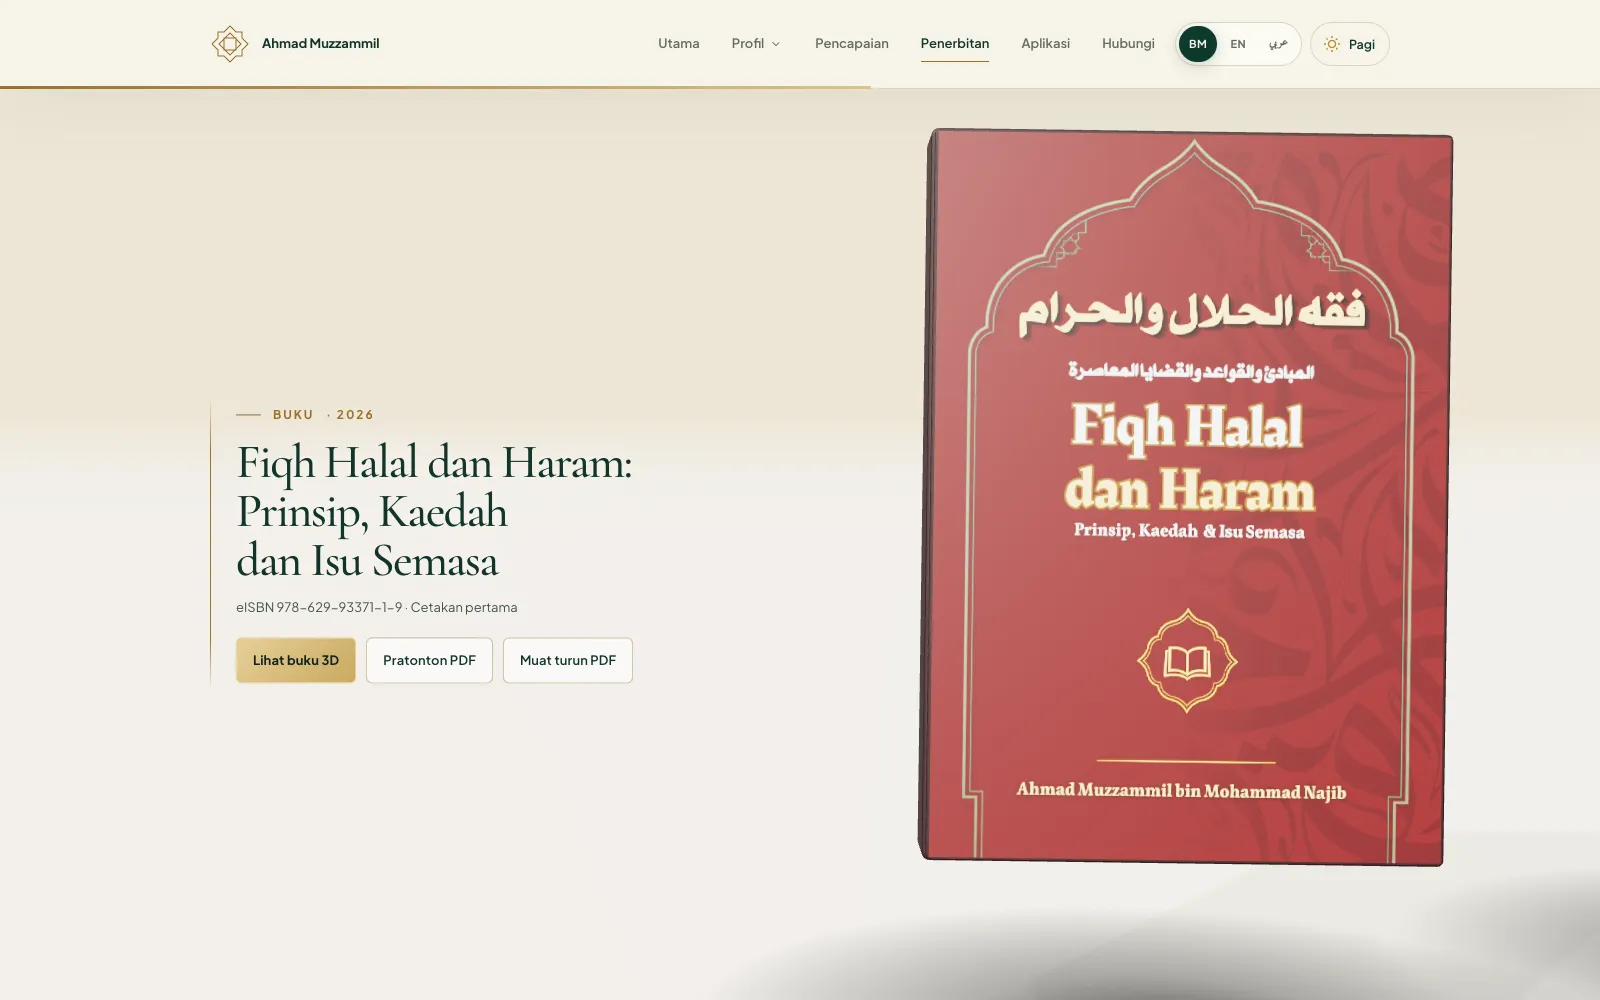 Ahmad Muzzammil
Utama
Profil
Pencapaian
Penerbitan
Aplikasi
Hubungi
BM
EN
عربي
Pagi
BUKU · 2026
Fiqh Halal dan Haram:
Prinsip, Kaedah
dan Isu Semasa
eISBN 978-629-93371-1-9 · Cetakan pertama
Lihat buku 3D
Pratonton PDF
Muat turun PDF
فقه الحلال والحرام
المبادئ والقواعد والقضايا المعاصرة
Fiqh Halal
dan Haram
Prinsip, Kaedah & Isu Semasa
Ahmad Muzzammil bin Mohammad Najib